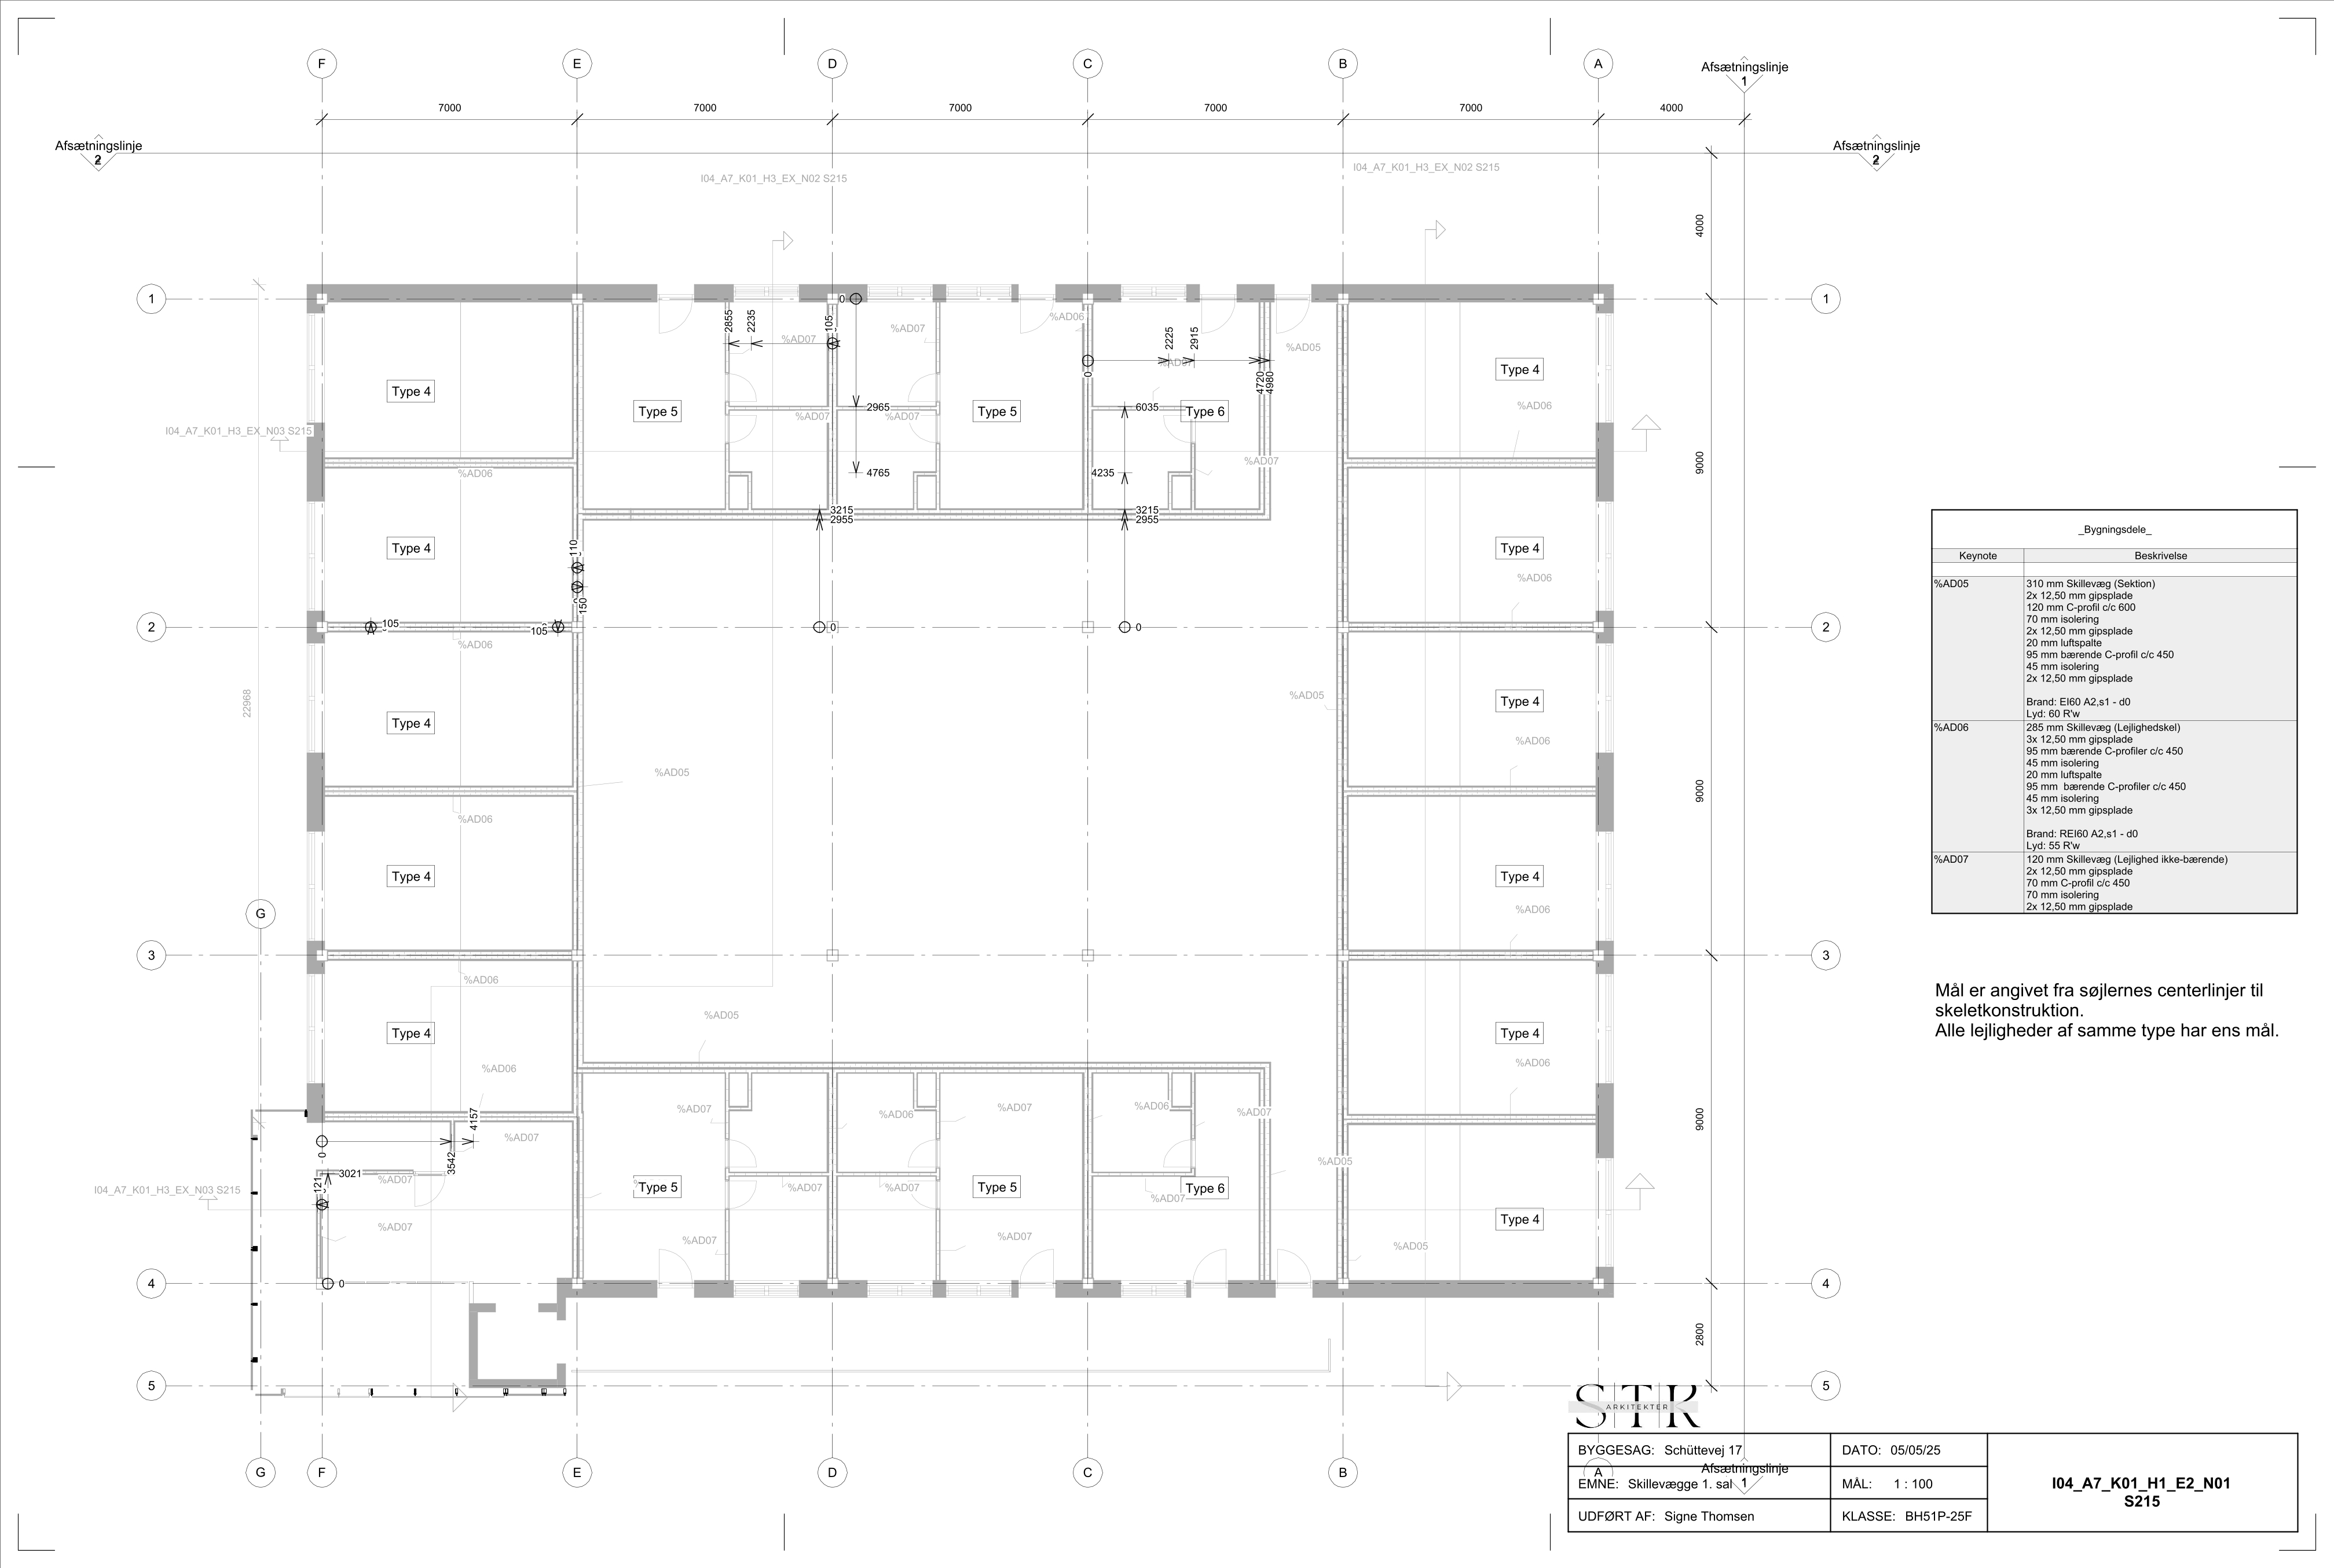 F
E
D
C
B
A
Afsætningslinje
1
7000
7000
7000
7000
7000
4000
Afsætningslinje
2
Afsætningslinje
2
I04_A7_K01_H3_EX_N02 S215
I04_A7_K01_H3_EX_N02 S215
4000
1
0
1
2855
2235
105
%AD07
%AD07
%AD06
2225
2915
%AD05
%AD07
0
4720
4980
Type 4
Type 4
%AD06
Type 5
2965
Type 5
6035
Type 6
%AD07
%AD07
I04_A7_K01_H3_EX_N03 S215
9000
%AD06
4765
4235
%AD07
3215
2955
3215
2955
Type 4
110
Type 4
%AD06
150
2
105
105
0
0
2
%AD06
22968
Type 4
%AD05
Type 4
%AD06
%AD05
9000
%AD06
Type 4
Type 4
%AD06
G
3
3
%AD06
%AD05
Type 4
Type 4
%AD06
%AD06
9000
4157
%AD07
%AD07
%AD06
%AD07
%AD06
%AD07
0
3542
3021
%AD07
121
%AD05
I04_A7_K01_H3_EX_N03 S215
Type 5
%AD07
%AD07
Type 5
%AD07
Type 6
%AD07
%AD07
%AD07
%AD05
Type 4
4
0
4
2800
5
5
G
F
E
D
C
B
A
Afsætningslinje
1
_Bygningsdele_
Keynote Beskrivelse
%AD05 310 mm Skillevæg (Sektion)
2x 12,50 mm gipsplade
120 mm C-profil c/c 600
70 mm isolering
2x 12,50 mm gipsplade
20 mm luftspalte
95 mm bærende C-profil c/c 450
45 mm isolering
2x 12,50 mm gipsplade
Brand: EI60 A2,s1 - d0
Lyd: 60 R'w
%AD06 285 mm Skillevæg (Lejlighedskel)
3x 12,50 mm gipsplade
95 mm bærende C-profiler c/c 450
45 mm isolering
20 mm luftspalte
95 mm  bærende C-profiler c/c 450
45 mm isolering
3x 12,50 mm gipsplade
Brand: REI60 A2,s1 - d0
Lyd: 55 R'w
%AD07 120 mm Skillevæg (Lejlighed ikke-bærende)
2x 12,50 mm gipsplade
70 mm C-profil c/c 450
70 mm isolering
2x 12,50 mm gipsplade
Mål er angivet fra søjlernes centerlinjer til
skeletkonstruktion.
Alle lejligheder af samme type har ens mål.
STR
ARKITEKTER
BYGGESAG: Schüttevej 17
DATO: 05/05/25
EMNE: Skillevægge 1. sal
MÅL: 1 : 100
UDFØRT AF: Signe Thomsen
KLASSE: BH51P-25F
I04_A7_K01_H1_E2_N01
S215